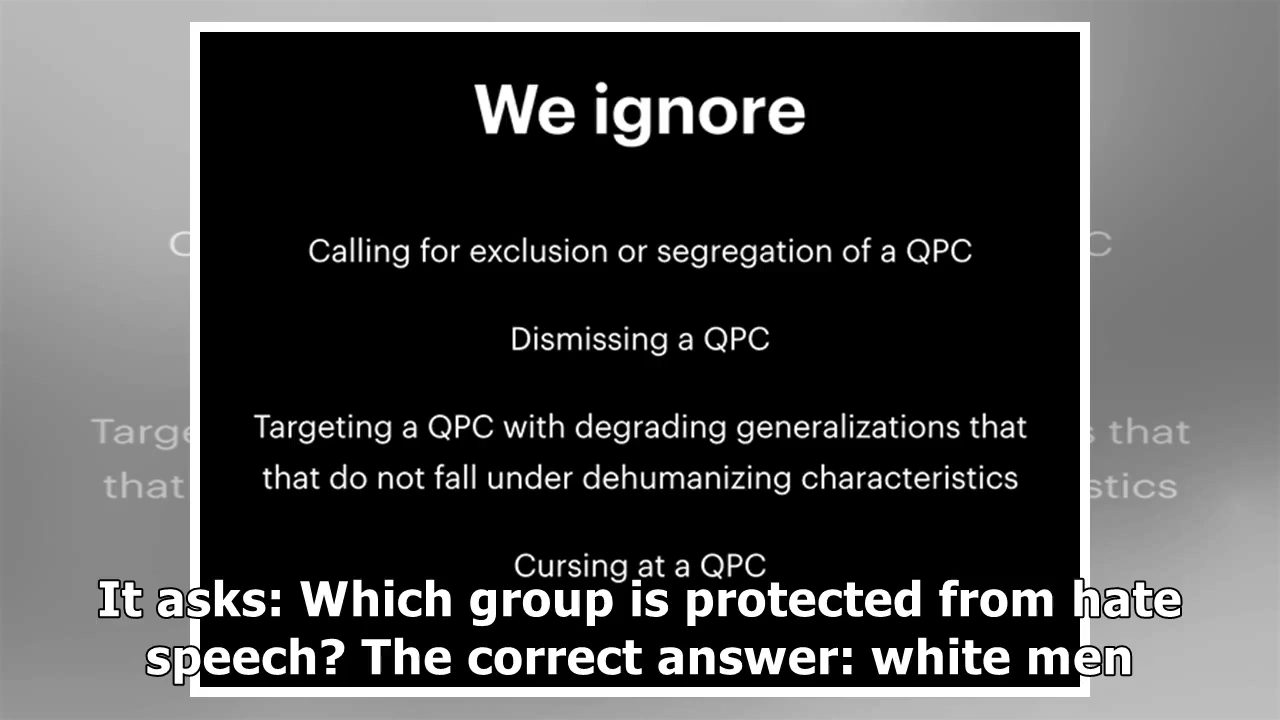 We ignore
Calling for exclusion or segregation of a QPC
Dismissing a QPC
Targeting a QPC with degrading generalizations that
that do not fall under dehumanizing characteristics
Cursing at a QPC
It asks: Which group is protected from hate
speech? The correct answer: white men